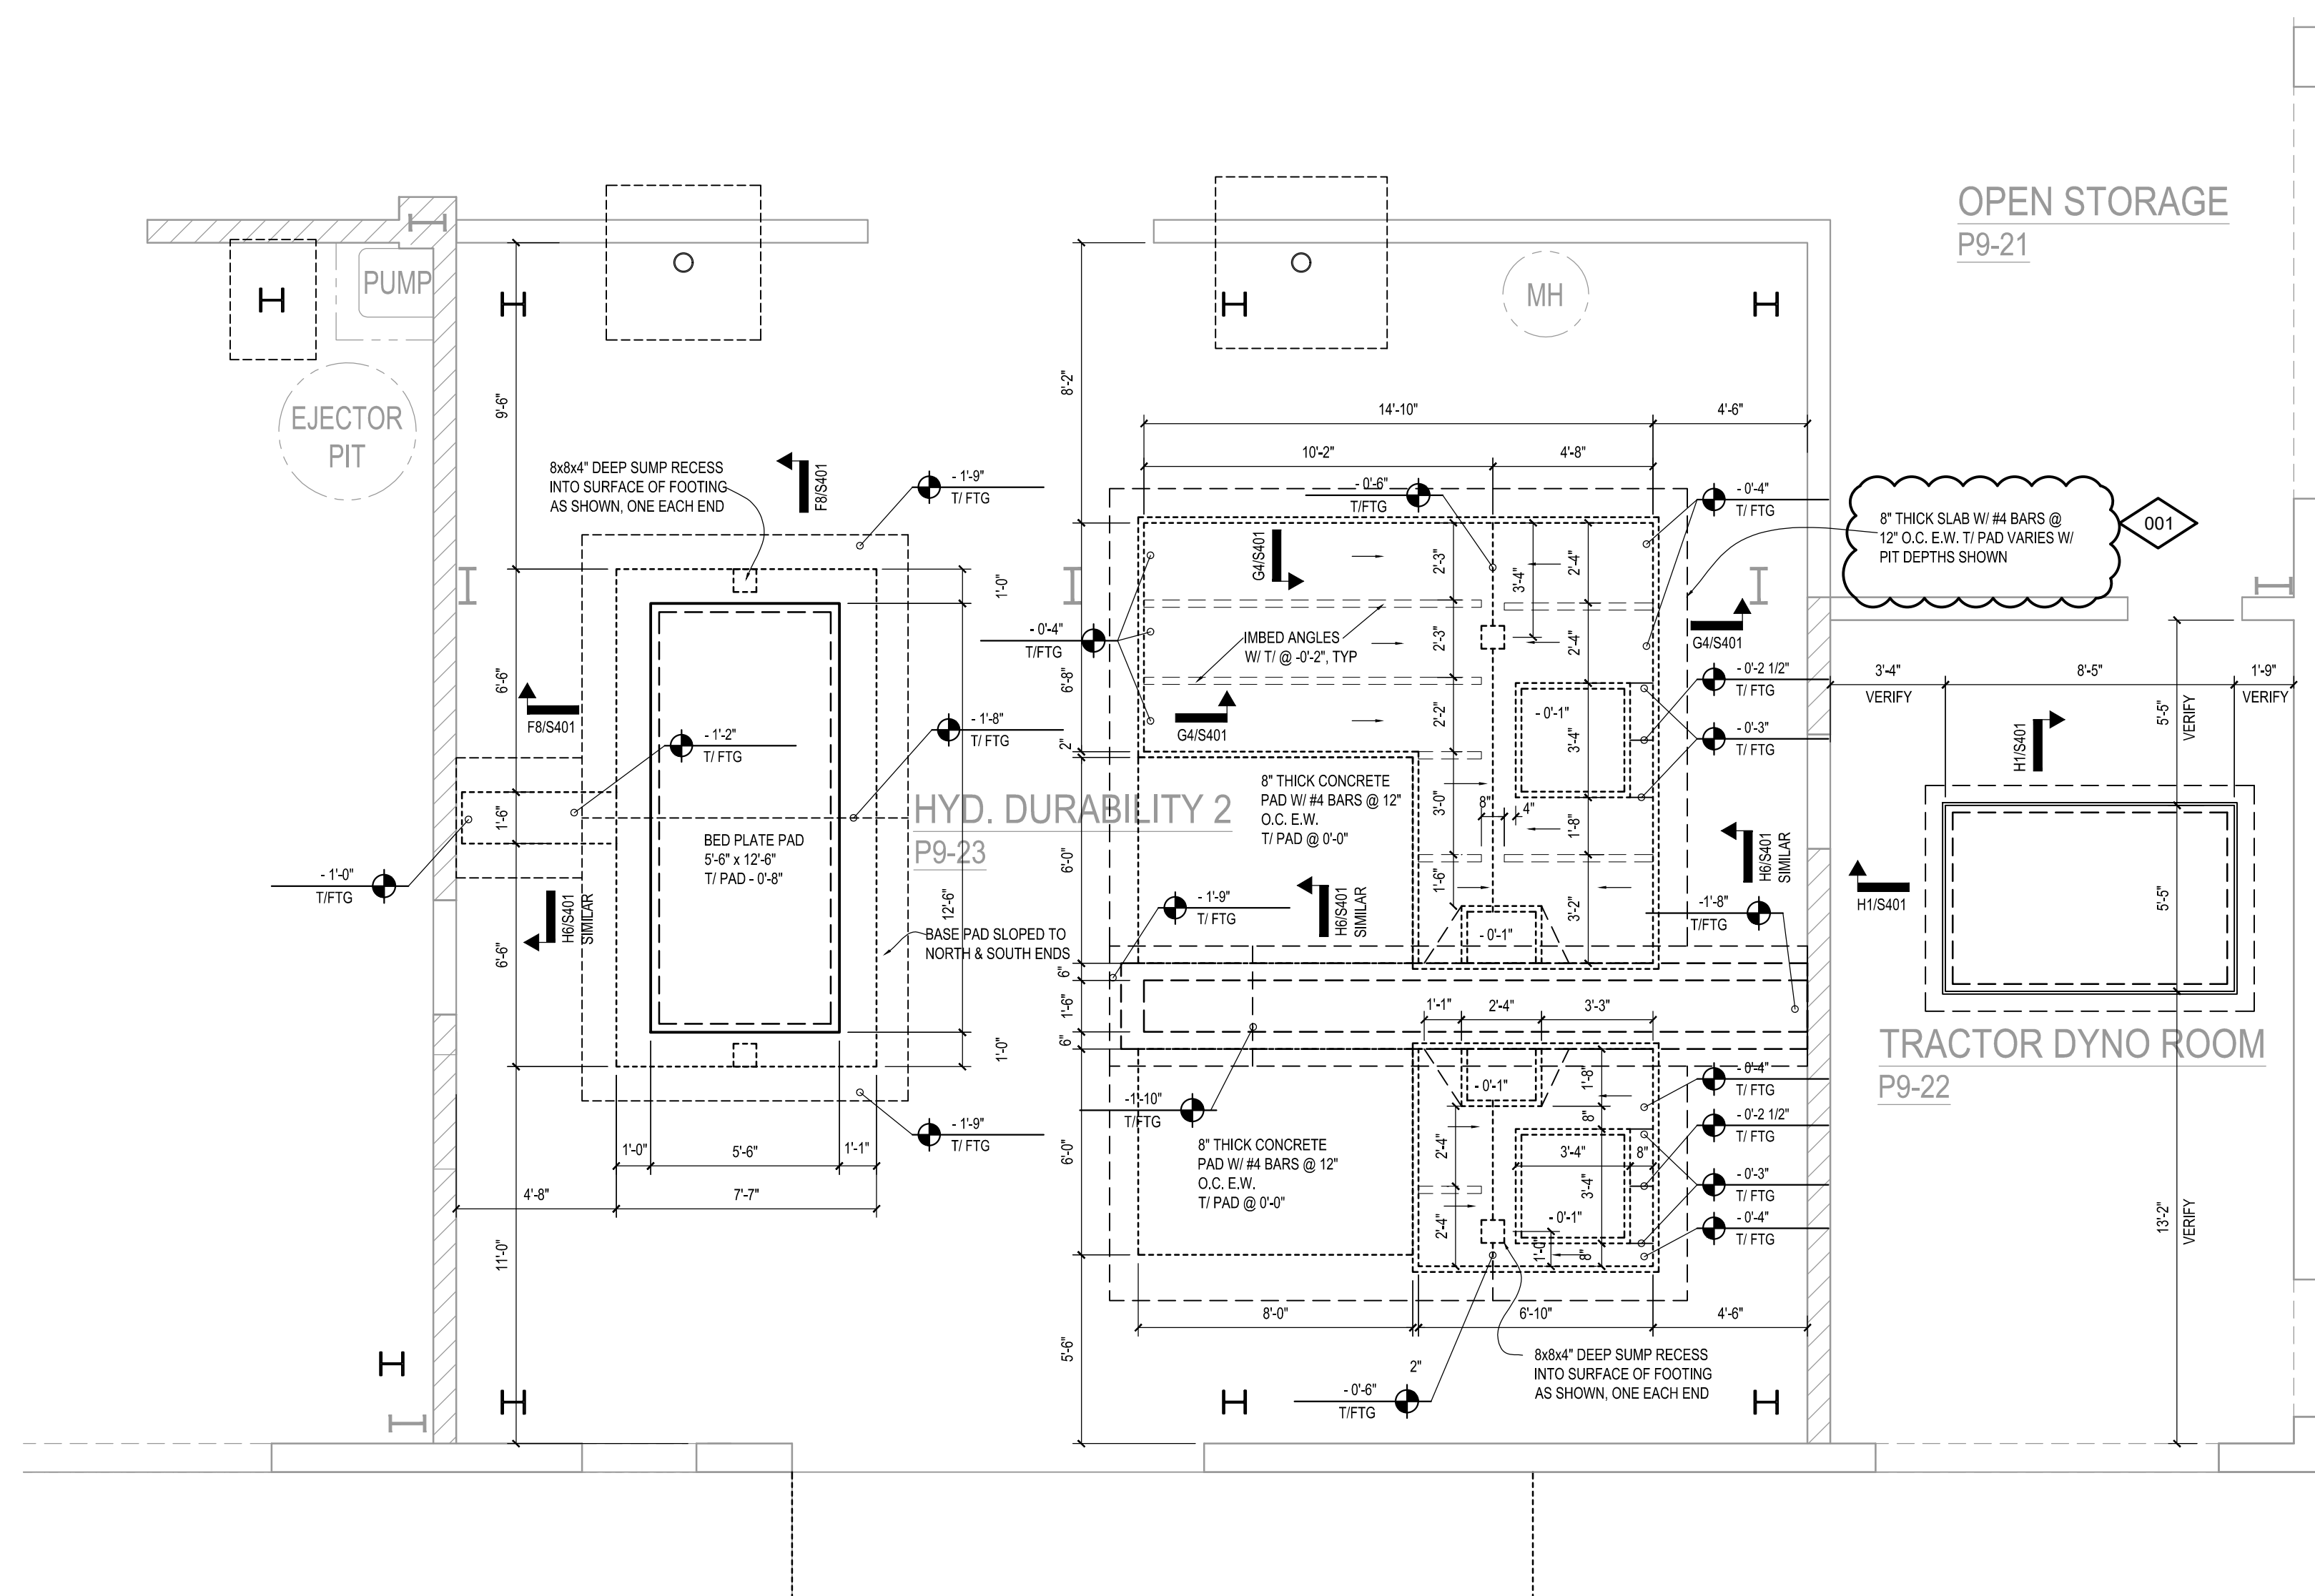 OPEN STORAGE
P9-21
PUMP
MH
EJECTOR
PIT
9'-6"
8'-2"
14'-10"
4'-6"
10'-2"
4'-8"
8x8x4" DEEP SUMP RECESS
INTO SURFACE OF FOOTING
AS SHOWN, ONE EACH END
F8/S401
- 1'-9"
T/ FTG
- 0'-6"
T/FTG
- 0'-4"
T/ FTG
8" THICK SLAB W/ #4 BARS @
12" O.C. E.W. T/ PAD VARIES W/
PIT DEPTHS SHOWN
001
G4/S401
2'-3"
3'-4"
2'-4"
1'-0"
- 0'-4"
T/FTG
IMBED ANGLES
W/ T/ @ -0'-2", TYP
2'-3"
2'-4"
G4/S401
6'-6"
6'-8"
- 0'-2 1/2"
T/ FTG
3'-4"
VERIFY
8'-5"
1'-9"
VERIFY
5'-5"
VERIFY
F8/S401
- 1'-2"
T/ FTG
- 1'-8"
T/ FTG
2"
G4/S401
2'-2"
- 0'-1"
3'-4"
- 0'-3"
T/ FTG
H1/S401
8" THICK CONCRETE
PAD W/ #4 BARS @ 12"
O.C. E.W.
T/ PAD @ 0'-0"
3'-0"
8"
4"
1'-8"
HYD. DURABILITY 2
P9-23
1'-6"
BED PLATE PAD
5'-6" x 12'-6"
T/ PAD - 0'-8"
6'-0"
H6/S401
SIMILAR
- 1'-0"
T/FTG
1'-6"
H1/S401
5'-5"
H6/S401
SIMILAR
12'-6"
- 1'-9"
T/ FTG
H6/S401
SIMILAR
3'-2"
-1'-8"
T/FTG
BASE PAD SLOPED TO
NORTH & SOUTH ENDS
- 0'-1"
6'-6"
6"
1'-6"
6"
1'-1"
2'-4"
3'-3"
TRACTOR DYNO ROOM
P9-22
1'-0"
- 0'-1"
1'-8"
- 0'-4"
T/ FTG
-1'-10"
T/FTG
8"
- 0'-2 1/2"
T/ FTG
- 1'-9"
T/ FTG
1'-0"
5'-6"
1'-1"
6'-0"
8" THICK CONCRETE
PAD W/ #4 BARS @ 12"
O.C. E.W.
T/ PAD @ 0'-0"
2'-4"
3'-4"
8"
3'-4"
- 0'-3"
T/ FTG
4'-8"
7'-7"
2'-4"
- 0'-1"
- 0'-4"
T/ FTG
13'-2"
VERIFY
11'-0"
1'-0"
8"
8'-0"
6'-10"
4'-6"
5'-6"
2"
8x8x4" DEEP SUMP RECESS
INTO SURFACE OF FOOTING
AS SHOWN, ONE EACH END
- 0'-6"
T/FTG